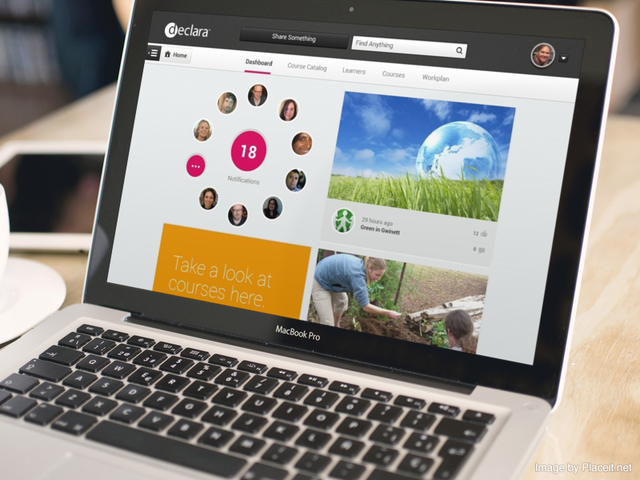 declara
Share Something
Find Anything
Home
Dashboard
Course Catalog
Learners
Courses
Workplan
18
Notifications
29 hours ago
Green in Gwinett
12
Take a look at
courses here.
MacBook Pro
Image by Placeit.net